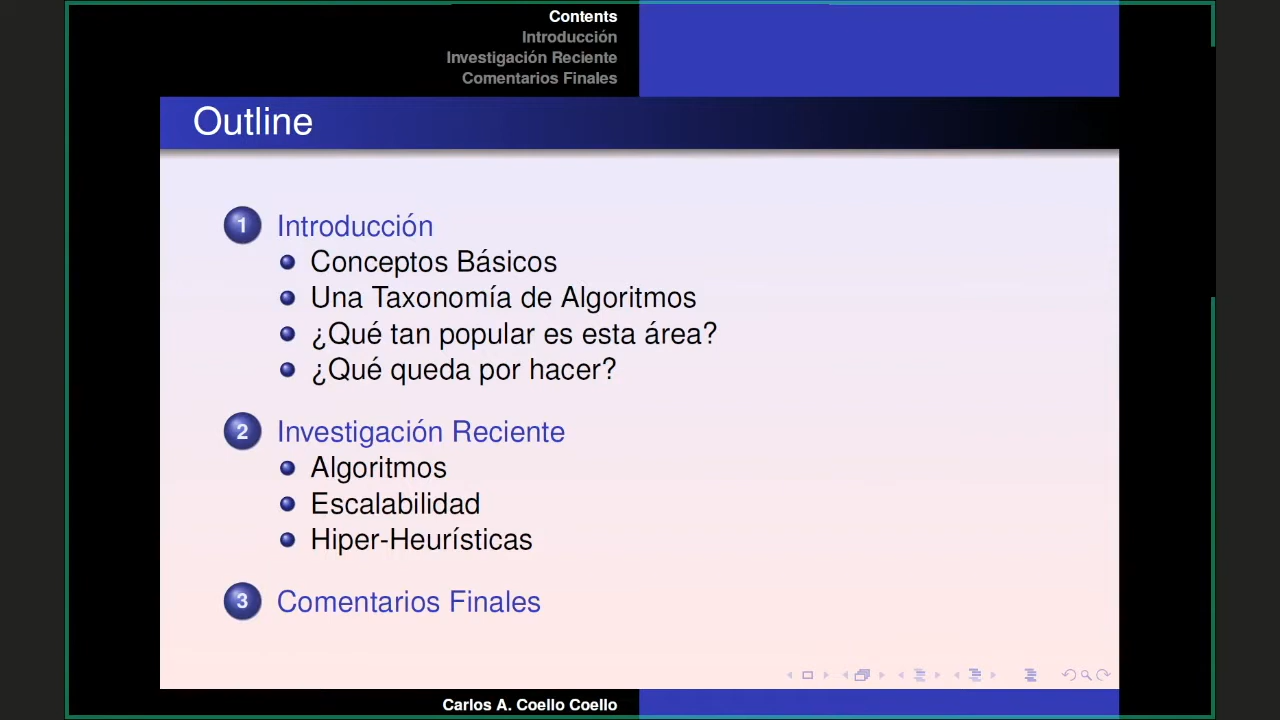 Contents
Introducción
Investigación Reciente
Comentarios Finales
Outline
1 Introducción
Conceptos Básicos
Una Taxonomía de Algoritmos
¿Qué tan popular es esta área?
¿Qué queda por hacer?
2 Investigación Reciente
Algoritmos
Escalabilidad
Hiper-Heurísticas
3 Comentarios Finales
Carlos A. Coello Coello